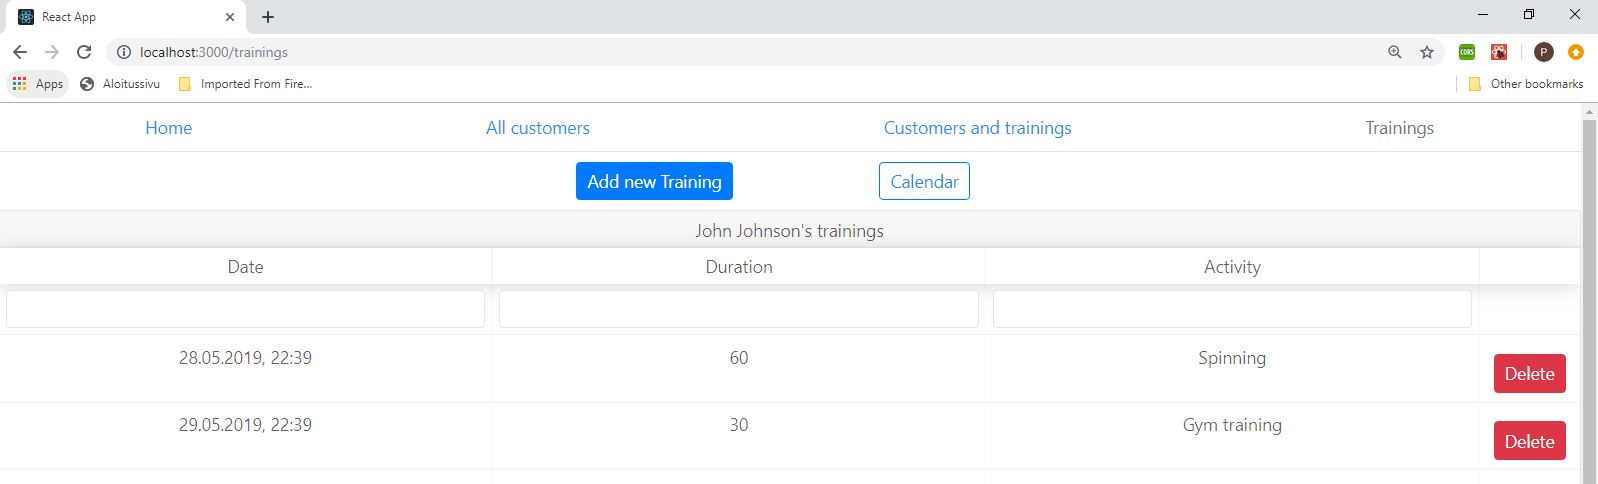 React App
localhost:3000/trainings
CORS
P
Apps Aloitussivu Imported From Fire... Other bookmarks
Home All customers Customers and trainings Trainings
Add new Training Calendar
John Johnson's trainings
Date Duration Activity
28.05.2019, 22:39 60 Spinning Delete
29.05.2019, 22:39 30 Gym training Delete